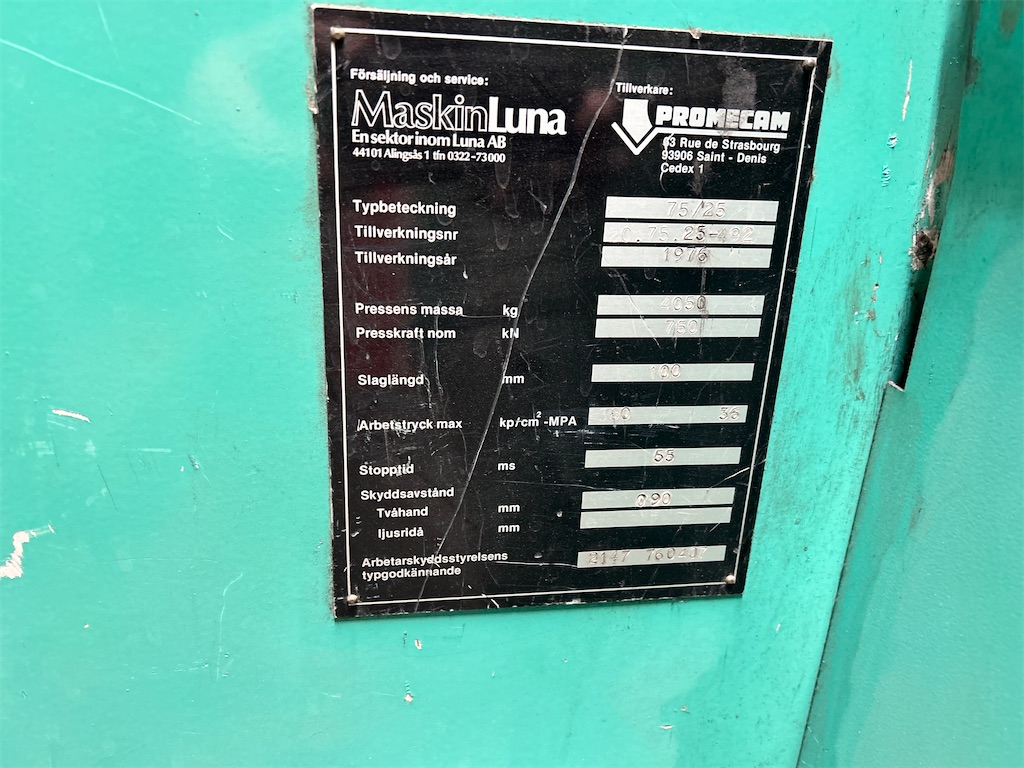 Försäljning och service:
MaskinLuna
En sektor inom Luna AB
44101 Alingsås 1 tfn 0322-73000
Tillverkare:
PROMECAM
63 Rue de Strasbourg
93906 Saint - Denis
Cedex 1
Typbeteckning 75/25
Tillverkningsnr
Tillverkningsår 1976
Pressens massa kg 4050
Presskraft nom kN 750
Slaglängd mm 100
Arbetstryck max kp/cm²-MPA 36
Stopptid ms 55
Skyddsavstånd
Tvåhand mm
ljusridå mm
Arbetarskyddsstyrelsens
typgodkännande